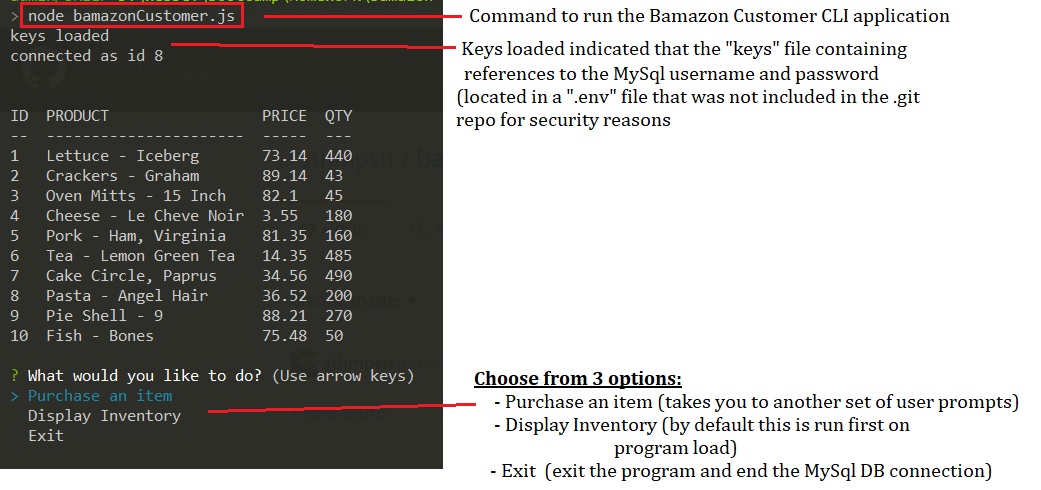 > node bamazonCustomer.js
Command to run the Bamazon Customer CLI application
keys loaded
connected as id 8
Keys loaded indicated that the "keys" file containing
references to the MySql username and password
(located in a ".env" file that was not included in the .git
repo for security reasons
ID PRODUCT PRICE QTY
-- ---------------------- ----- ---
1 Lettuce - Iceberg 73.14 440
2 Crackers - Graham 89.14 43
3 Oven Mitts - 15 Inch 82.1 45
4 Cheese - Le Cheve Noir 3.55 180
5 Pork - Ham, Virginia 81.35 160
6 Tea - Lemon Green Tea 14.35 485
7 Cake Circle, Paprus 34.56 490
8 Pasta - Angel Hair 36.52 200
9 Pie Shell - 9 88.21 270
10 Fish - Bones 75.48 50
? What would you like to do? (Use arrow keys)
> Purchase an item
Display Inventory
Exit
Choose from 3 options:
- Purchase an item (takes you to another set of user prompts)
- Display Inventory (by default this is run first on
program load)
- Exit (exit the program and end the MySql DB connection)